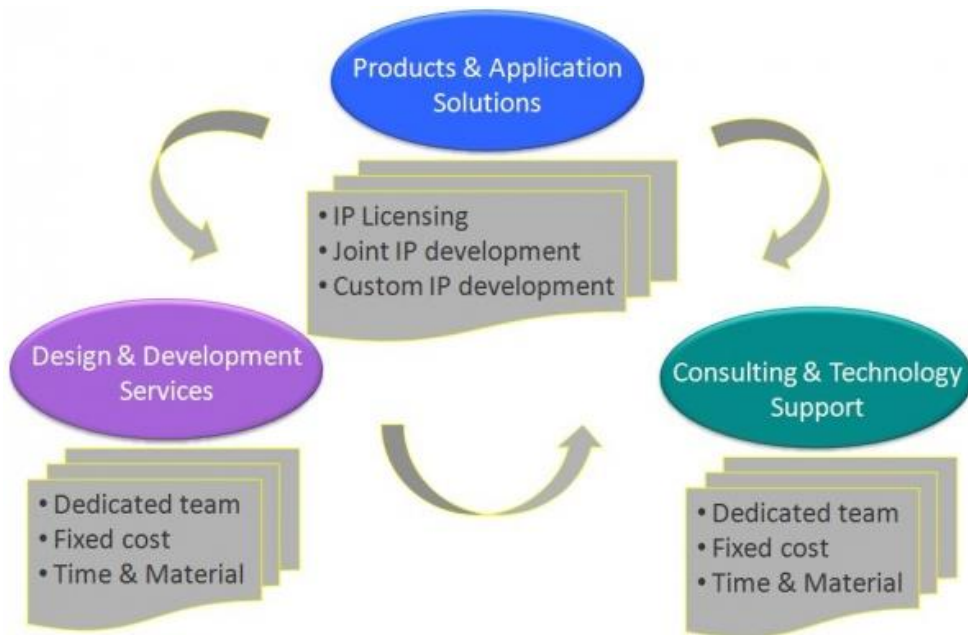 Products & Application
Solutions
• IP Licensing
• Joint IP development
• Custom IP development
Design & Development
Services
• Dedicated team
• Fixed cost
• Time & Material
Consulting & Technology
Support
• Dedicated team
• Fixed cost
• Time & Material